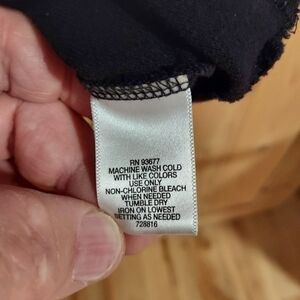 RN 93677
MACHINE WASH COLD
WITH LIKE COLORS
USE ONLY
NON-CHLORINE BLEACH
WHEN NEEDED
TUMBLE DRY
IRON ON LOWEST
SETTING AS NEEDED
728816